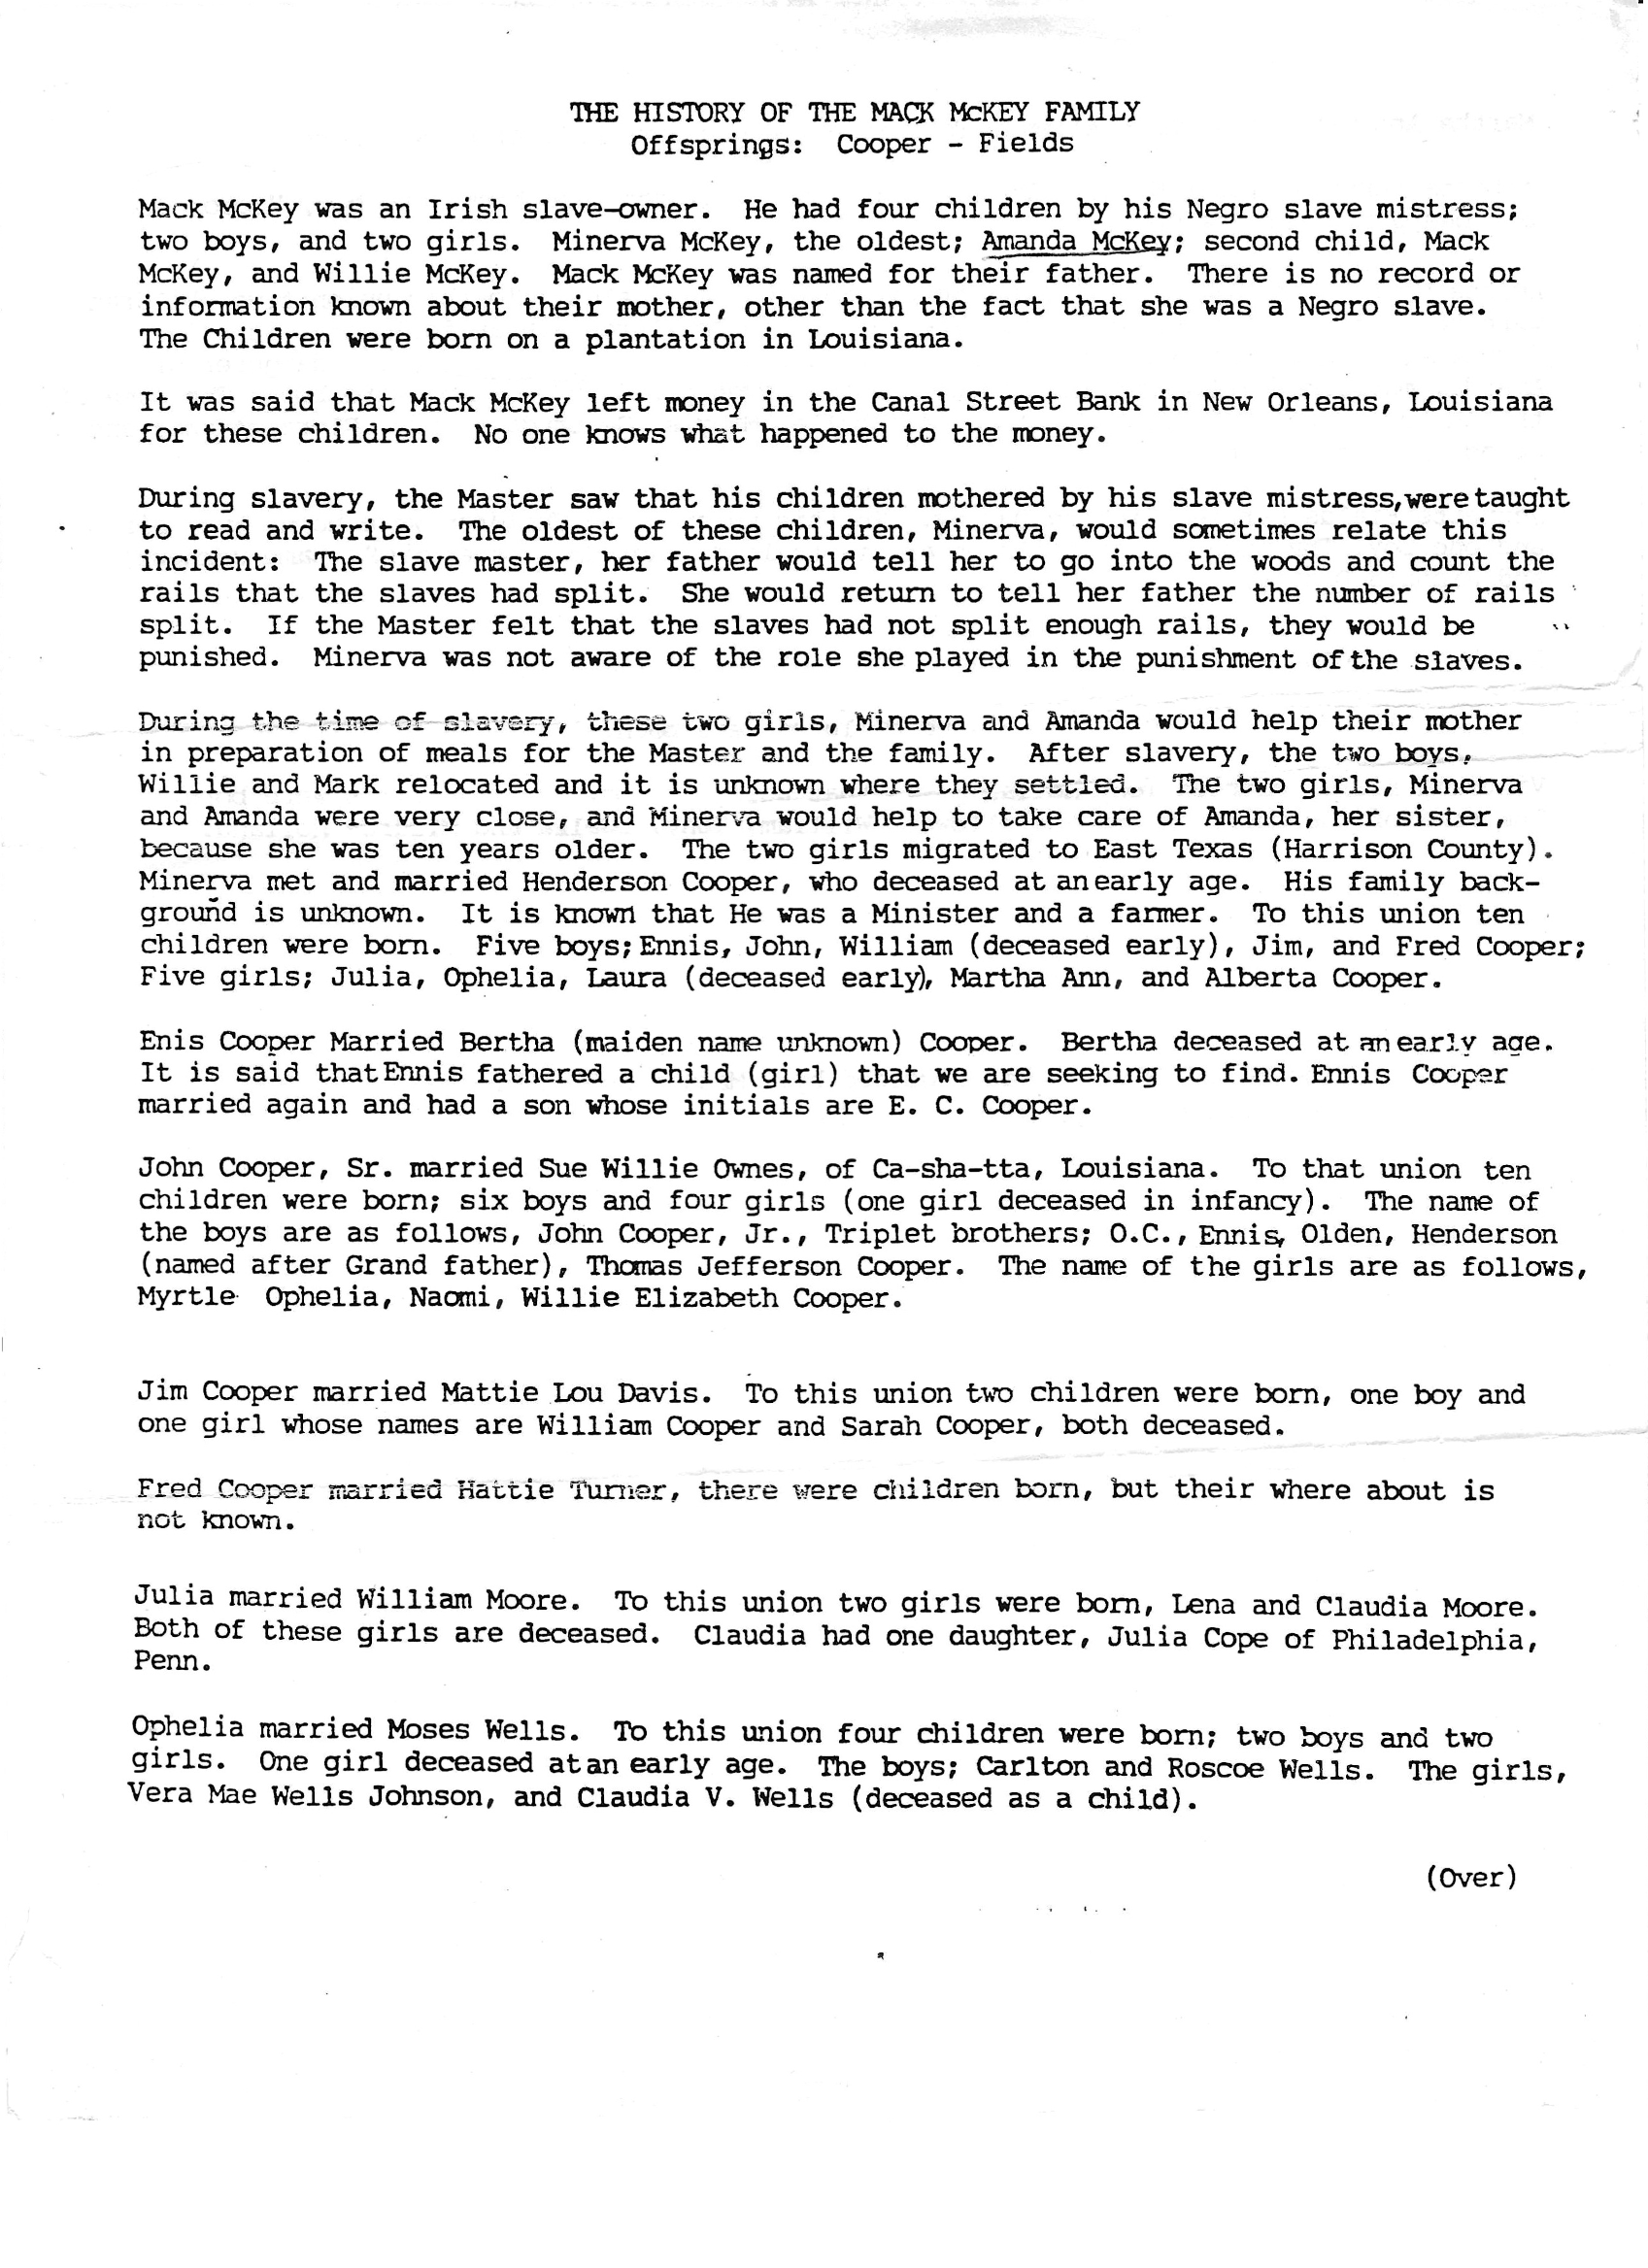 THE HISTORY OF THE MACK McKEY FAMILY
Offsprings: Cooper - Fields
Mack McKey was an Irish slave-owner. He had four children by his Negro slave mistress;
two boys, and two girls. Minerva McKey, the oldest; Amanda McKey; second child, Mack
McKey, and Willie McKey. Mack McKey was named for their father. There is no record or
information known about their mother, other than the fact that she was a Negro slave.
The Children were born on a plantation in Louisiana.
It was said that Mack McKey left money in the Canal Street Bank in New Orleans, Louisiana
for these children. No one knows what happened to the money.
During slavery, the Master saw that his children mothered by his slave mistress,were taught
to read and write. The oldest of these children, Minerva, would sometimes relate this
incident: The slave master, her father would tell her to go into the woods and count the
rails that the slaves had split. She would return to tell her father the number of rails
split. If the Master felt that the slaves had not split enough rails, they would be
punished. Minerva was not aware of the role she played in the punishment of the slaves.
During the time of slavery, these two girls, Minerva and Amanda would help their mother
in preparation of meals for the Master and the family. After slavery, the two boys,
Willie and Mark relocated and it is unknown where they settled. The two girls, Minerva
and Amanda were very close, and Minerva would help to take care of Amanda, her sister,
because she was ten years older. The two girls migrated to East Texas (Harrison County).
Minerva met and married Henderson Cooper, who deceased at an early age. His family back-
ground is unknown. It is known that He was a Minister and a farmer. To this union ten
children were born. Five boys; Ennis, John, William (deceased early), Jim, and Fred Cooper;
Five girls; Julia, Ophelia, Laura (deceased early), Martha Ann, and Alberta Cooper.
Enis Cooper Married Bertha (maiden name unknown) Cooper. Bertha deceased at an early age.
It is said that Ennis fathered a child (girl) that we are seeking to find. Ennis Cooper
married again and had a son whose initials are E. C. Cooper.
John Cooper, Sr. married Sue Willie Ownes, of Ca-sha-tta, Louisiana. To that union ten
children were born; six boys and four girls (one girl deceased in infancy). The name of
the boys are as follows, John Cooper, Jr., Triplet brothers; O.C., Ennis, Olden, Henderson
(named after Grand father), Thomas Jefferson Cooper. The name of the girls are as follows,
Myrtle Ophelia, Naomi, Willie Elizabeth Cooper.
Jim Cooper married Mattie Lou Davis. To this union two children were born, one boy and
one girl whose names are William Cooper and Sarah Cooper, both deceased.
Fred Cooper married Hattie Turner, there were children born, but their where about is
not known.
Julia married William Moore. To this union two girls were born, Lena and Claudia Moore.
Both of these girls are deceased. Claudia had one daughter, Julia Cope of Philadelphia,
Penn.
Ophelia married Moses Wells. To this union four children were born; two boys and two
girls. One girl deceased at an early age. The boys; Carlton and Roscoe Wells. The girls,
Vera Mae Wells Johnson, and Claudia V. Wells (deceased as a child).
(Over)